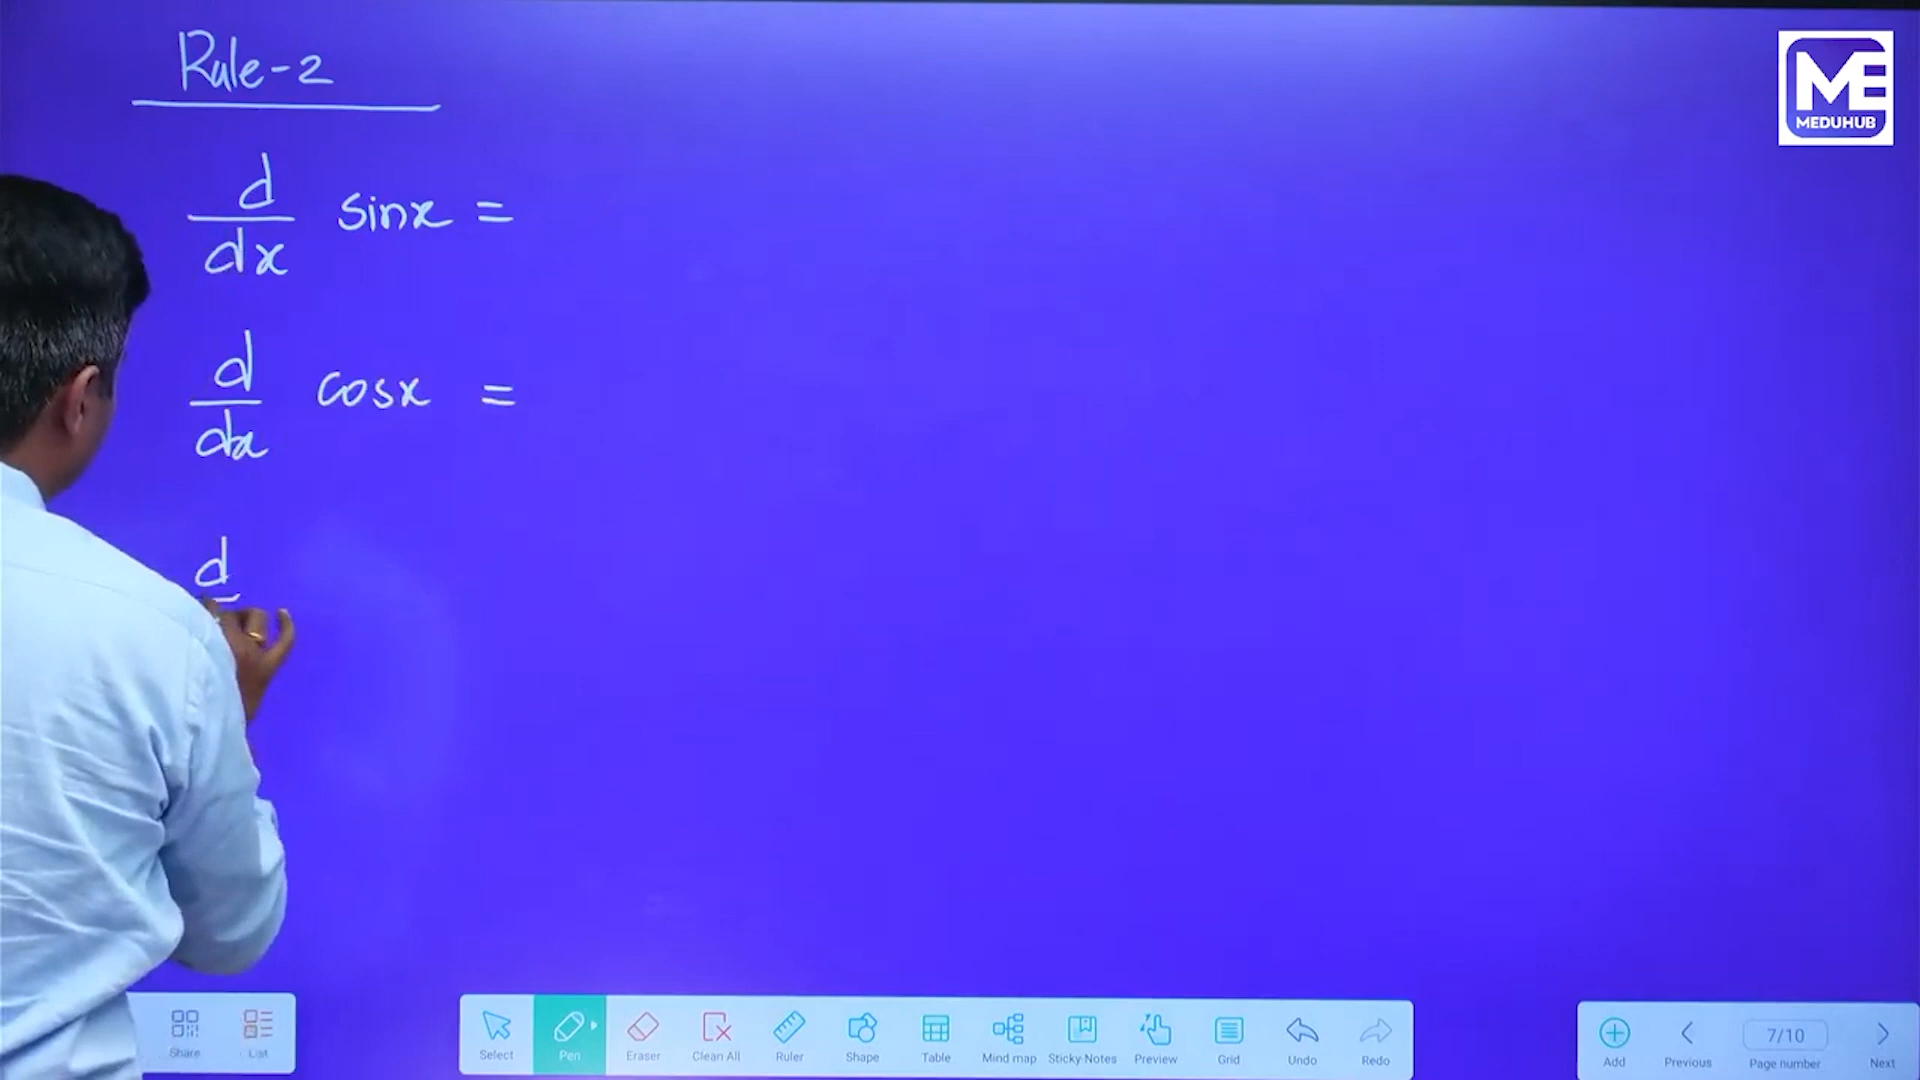 Rule-2
ME
MEDUHUB
d
dx sinx =
d
dx cosx =
d
Share List
Select Pen Eraser Clean All Ruler Shape Table Mind map Sticky Notes Preview Grid Undo Redo
Add Previous 7/10 Page number Next